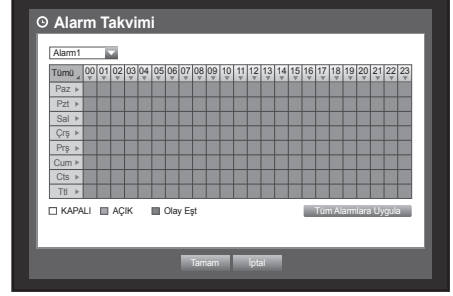 Alarm Takvimi
Alarm1
Tümü 00 01 02 03 04 05 06 07 08 09 10 11 12 13 14 15 16 17 18 19 20 21 22 23
Paz
Pzt
Sal
Çrş
Prş
Cum
Cts
Ttl
KAPALI AÇIK Olay Eşt Tüm Alarmlara Uygula
Tamam İptal